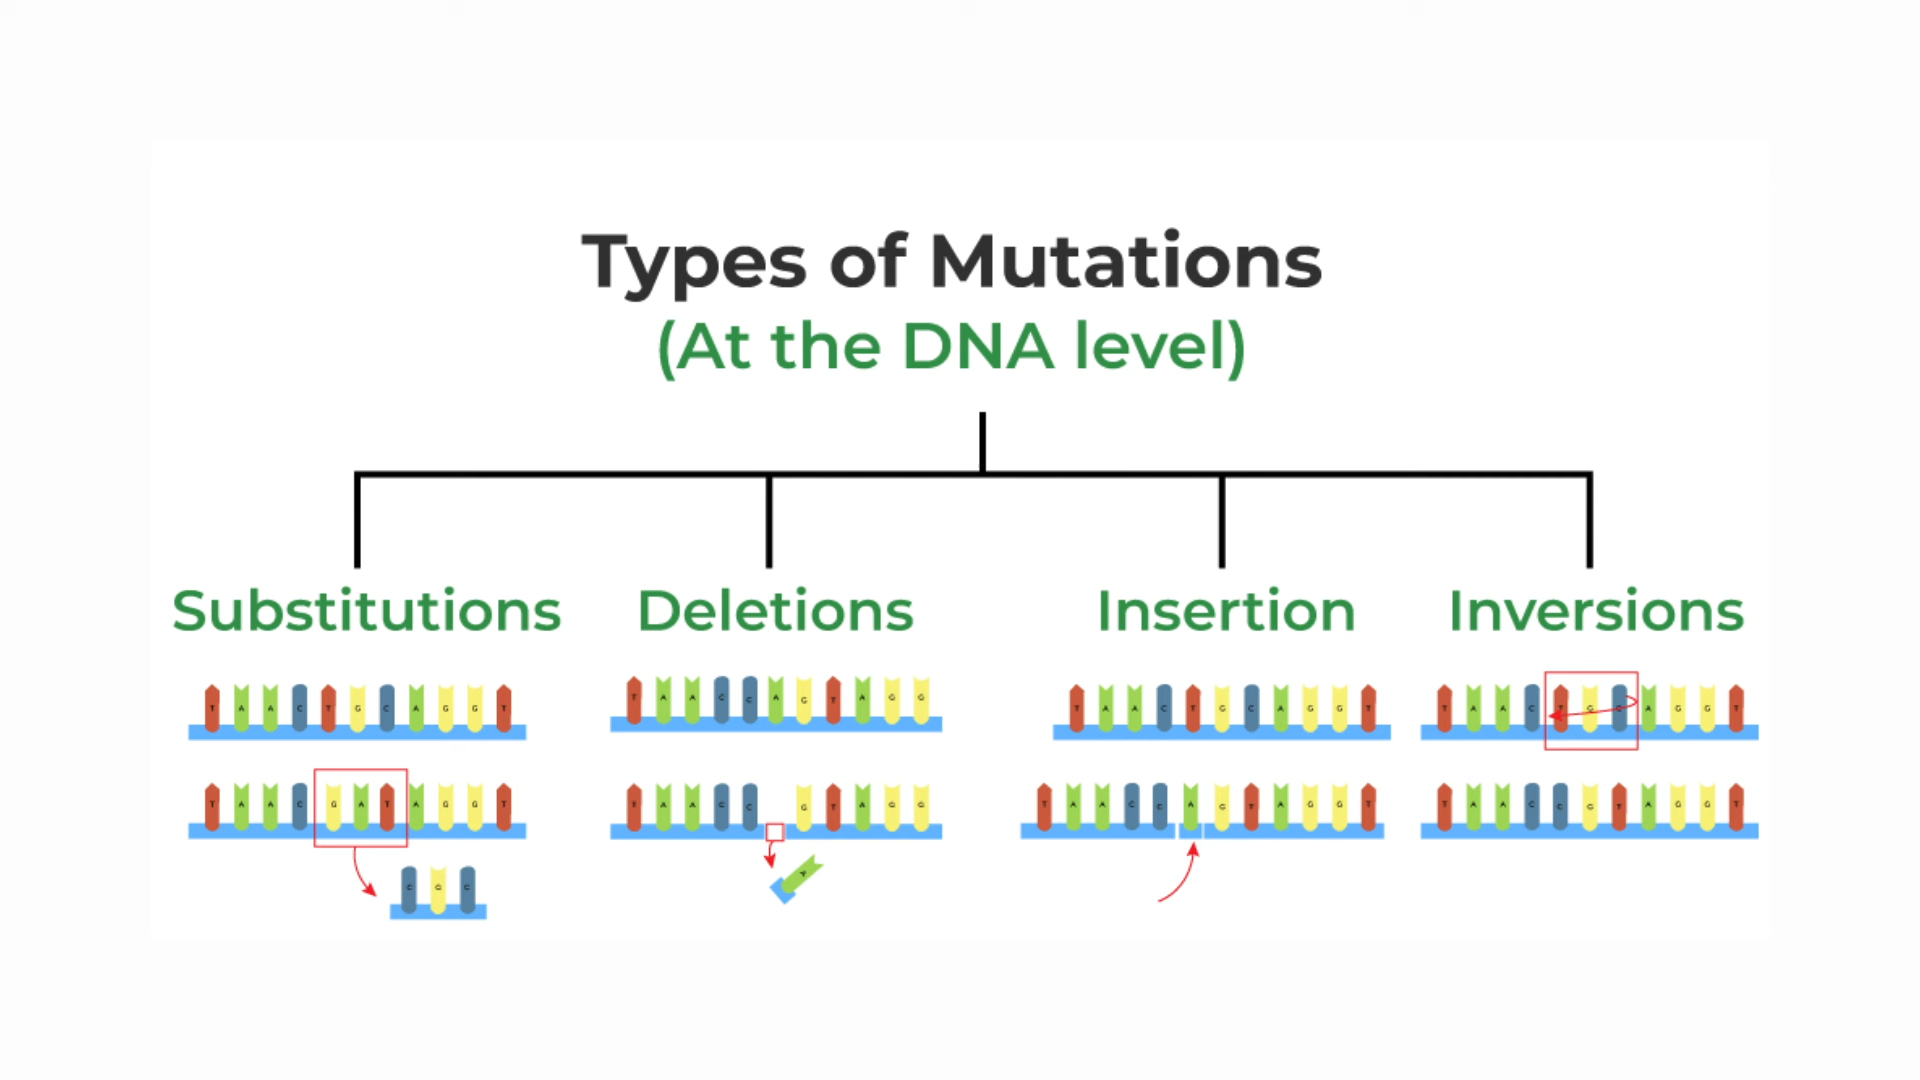 Types of Mutations
(At the DNA level)
Substitutions Deletions Insertion Inversions
T A A C T G C A G G T
T A A C C A G T A G G
T A A C T G C A G G T
T A A C T G C A G G T
T A A C G A T A G G T
T A A C C G T A G G
T A A C C A G T A G G T
T A A C C G T A G G T
C G C
A